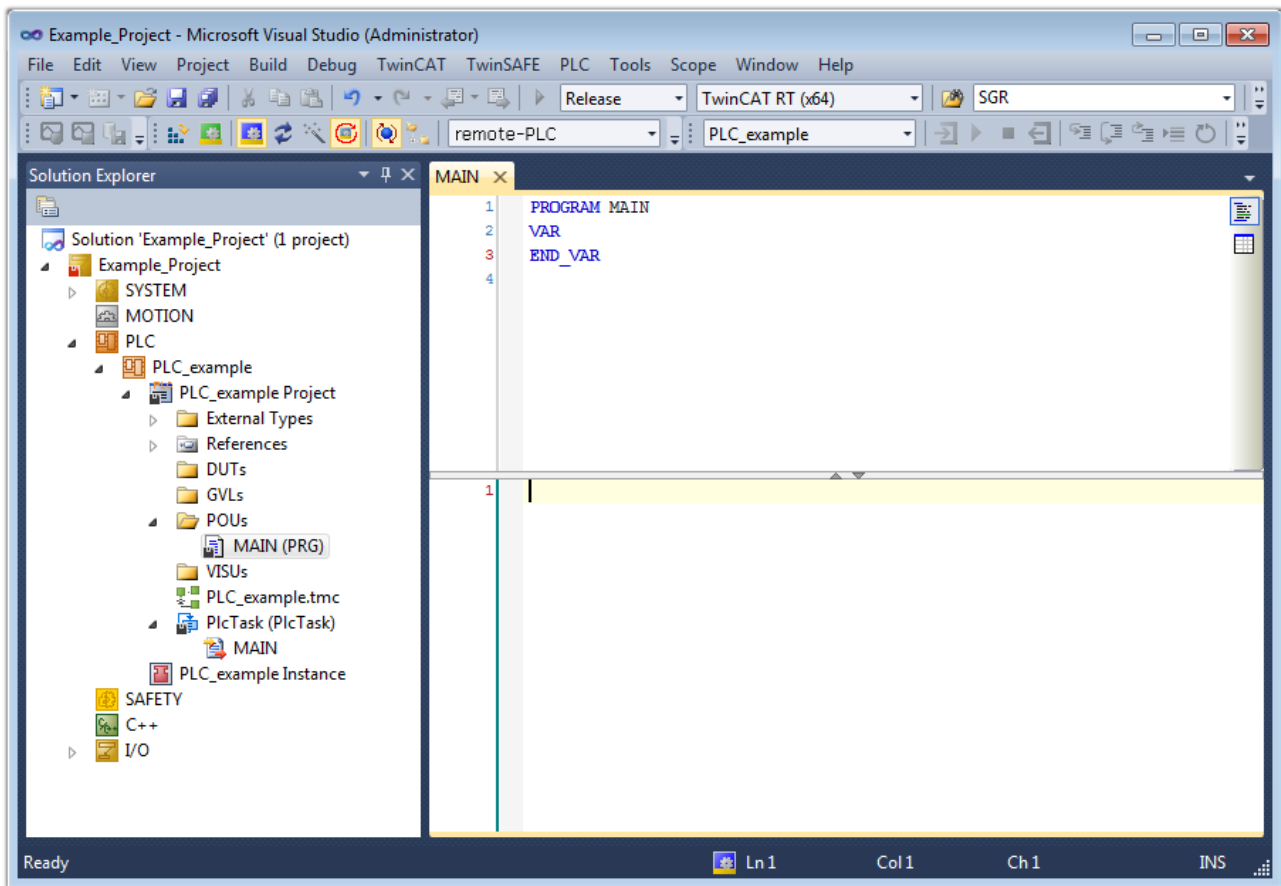 Example_Project - Microsoft Visual Studio (Administrator)
File Edit View Project Build Debug TwinCAT TwinSAFE PLC Tools Scope Window Help
Release TwinCAT RT (x64) SGR
remote-PLC PLC_example
Solution Explorer
Solution 'Example_Project' (1 project)
Example_Project
SYSTEM
MOTION
PLC
PLC_example
PLC_example Project
External Types
References
DUTs
GVLs
POUs
MAIN (PRG)
VISUs
PLC_example.tmc
PlcTask (PlcTask)
MAIN
PLC_example Instance
SAFETY
C++
I/O
MAIN
1 PROGRAM MAIN
2 VAR
3 END_VAR
4
1
Ready Ln 1 Col 1 Ch 1 INS